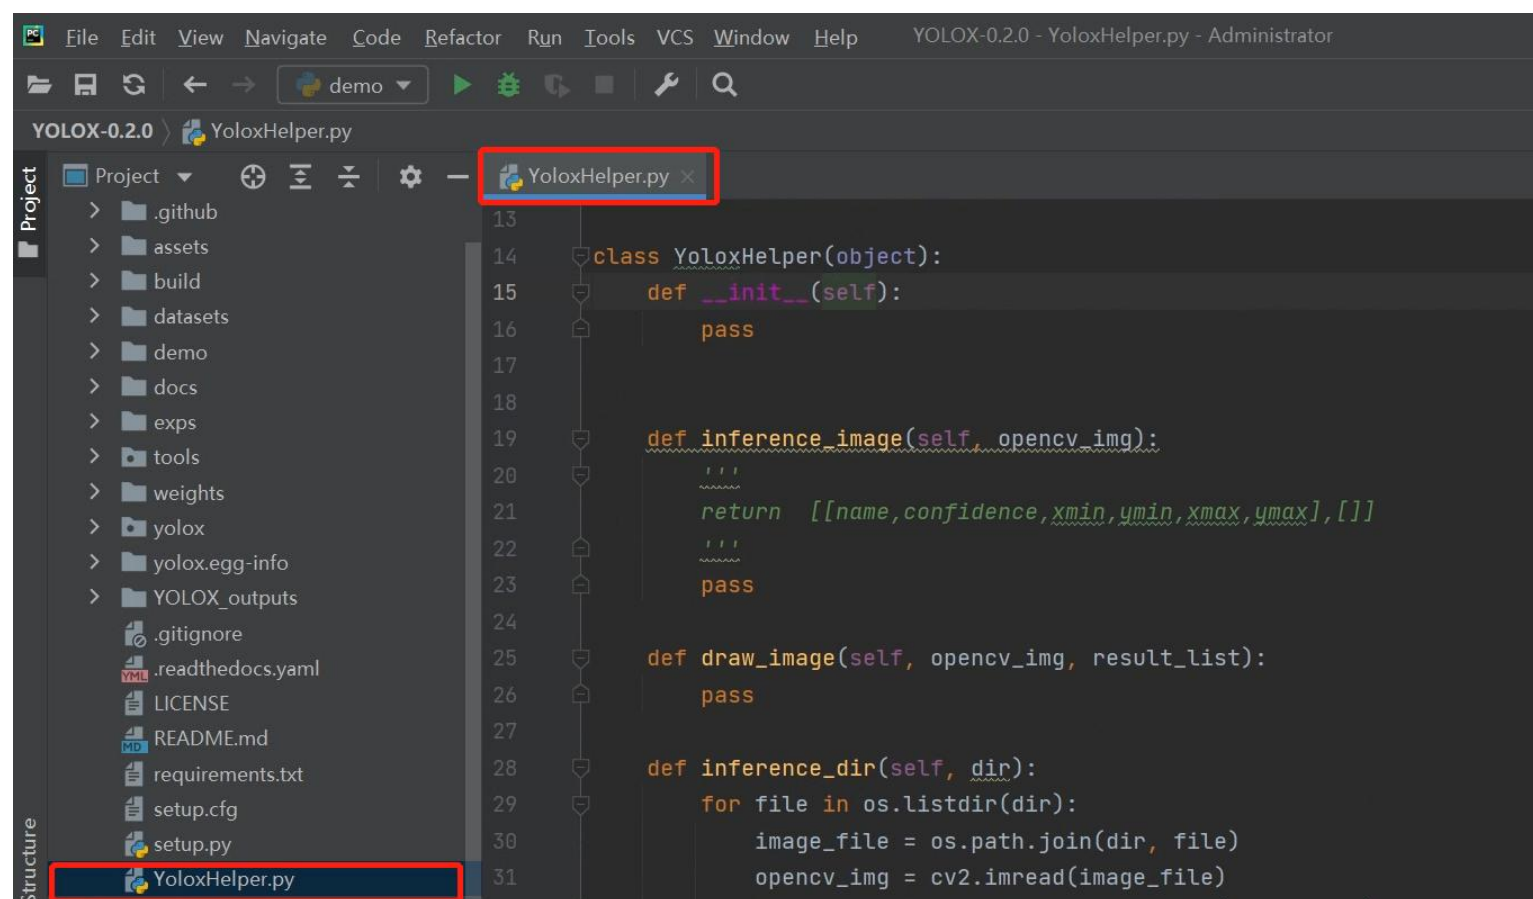 PC File Edit View Navigate Code Refactor Run Tools VCS Window Help YOLOX-0.2.0 - YoloxHelper.py - Administrator
demo
YOLOX-0.2.0 YoloxHelper.py
Project
Project
YoloxHelper.py
.github
assets
build
datasets
demo
docs
exps
tools
weights
yolox
yolox.egg-info
YOLOX_outputs
.gitignore
YML .readthedocs.yaml
LICENSE
MD README.md
requirements.txt
setup.cfg
setup.py
YoloxHelper.py
Structure
13
14 class YoloxHelper(object):
15 def __init__(self):
16 pass
17
18
19 def inference_image(self, opencv_img):
20 '''
21 return [[name,confidence,xmin,ymin,xmax,ymax],[]]
22 '''
23 pass
24
25 def draw_image(self, opencv_img, result_list):
26 pass
27
28 def inference_dir(self, dir):
29 for file in os.listdir(dir):
30 image_file = os.path.join(dir, file)
31 opencv_img = cv2.imread(image_file)